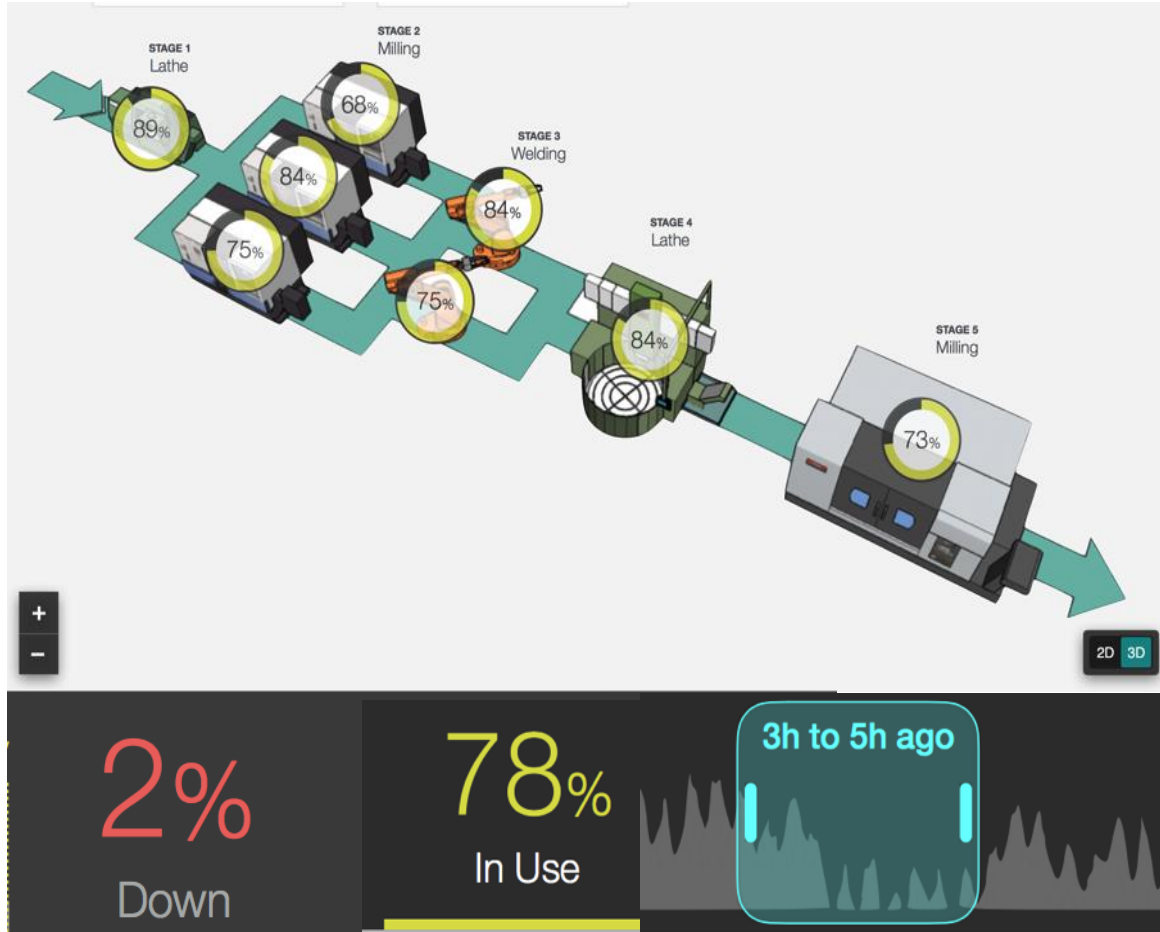 STAGE 1
Lathe
89%
STAGE 2
Milling
68%
84%
75%
STAGE 3
Welding
84%
75%
STAGE 4
Lathe
84%
STAGE 5
Milling
73%
+
−
2D 3D
2%
Down
78%
In Use
3h to 5h ago